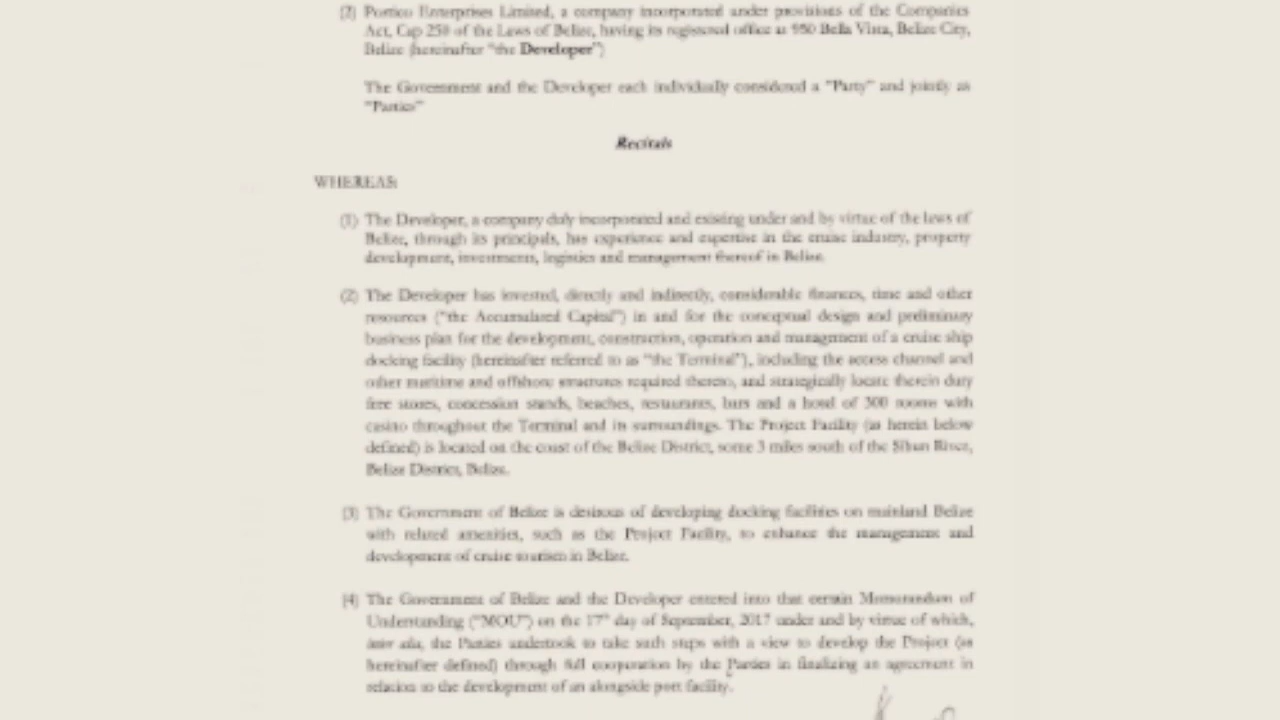 (2) Portico Enterprises Limited, a company incorporated under provisions of the Companies
Act, Cap 250 of the Laws of Belize, having its registered office at 950 Bella Vista, Belize City,
Belize (hereinafter "the Developer")
The Government and the Developer each individually considered a "Party" and jointly as
"Parties"
Recitals
WHEREAS:
(1) The Developer, a company duly incorporated and existing under and by virtue of the laws of
Belize, through its principals, has experience and expertise in the cruise industry, property
development, investments, logistics and management thereof in Belize.
(2) The Developer has invested, directly and indirectly, considerable finances, time and other
resources ("the Accumulated Capital") in and for the conceptual design and preliminary
business plan for the development, construction, operation and managment of a cruise ship
docking facility (hereinafter referred to as "the Terminal"), including the access channel and
other maritime and offshore structures required thereto, and strategically locate therein duty
free stores, concession stands, beaches, restaurants, bars and a hotel of 300 rooms with
casino throughout the Terminal and its surroundings. The Project Facility (as herein below
defined) is located on the coast of the Belize District, some 3 miles south of the Sibun River,
Belize District, Belize.
(3) The Government of Belize is desirous of developing docking facilities on mainland Belize
with related amenities, such as the Project Facility, to enhance the management and
development of cruise tourism in Belize.
(4) The Government of Belize and the Developer entered into that certain Memorandum of
Understanding ("MOU") on the 17th day of September, 2017 under and by virtue of which,
inter alia, the Parties undertook to take such steps with a view to develop the Project (as
hereinafter defined) through full cooperation by the Parties in finalizing an agreement in
relation to the development of an alongside port facility.